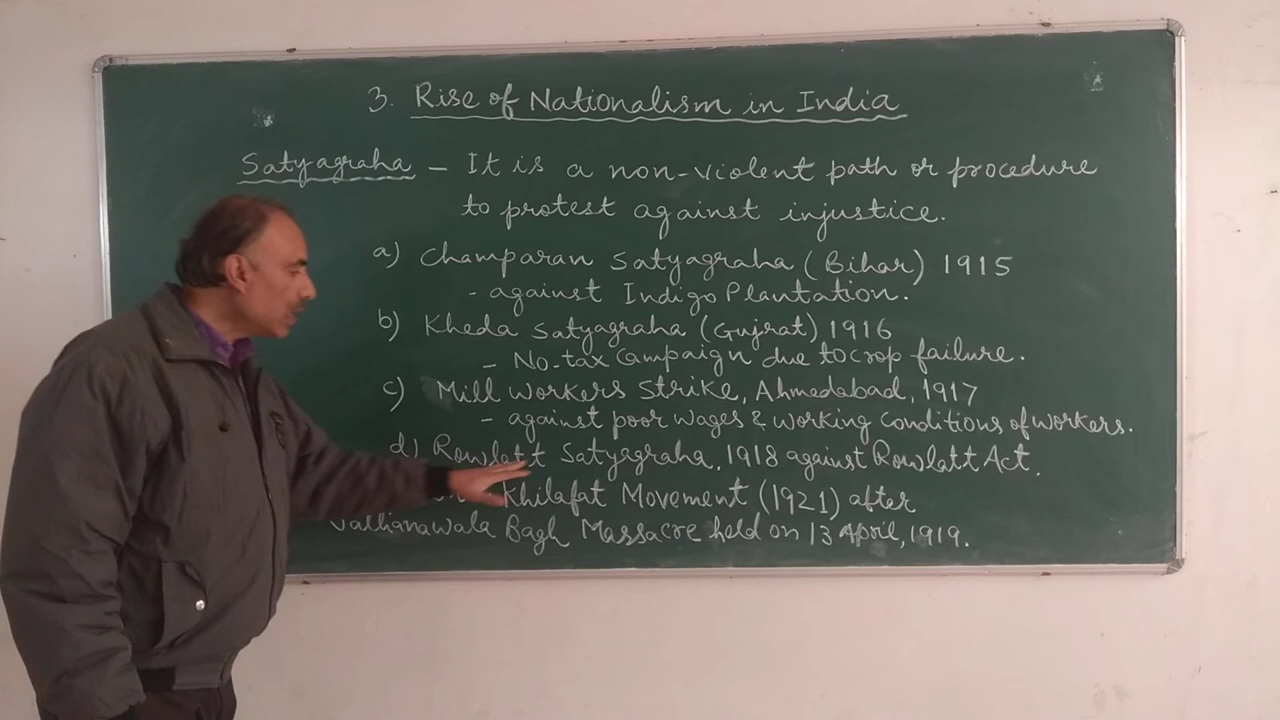 3. Rise of Nationalism in India
Satyagraha - It is a non-violent path or procedure
to protest against injustice.
a) Champaran Satyagraha (Bihar) 1915
- against Indigo Plantation.
b) Kheda Satyagraha (Gujrat) 1916
- No-tax Campaign due to crop failure.
c) Mill Workers Strike, Ahmedabad, 1917
- against poor wages & working Conditions of workers.
d) Rowlatt Satyagraha, 1918 against Rowlatt Act.
Khilafat Movement (1921) after
Jallianawala Bagh Massacre held on 13 April, 1919.